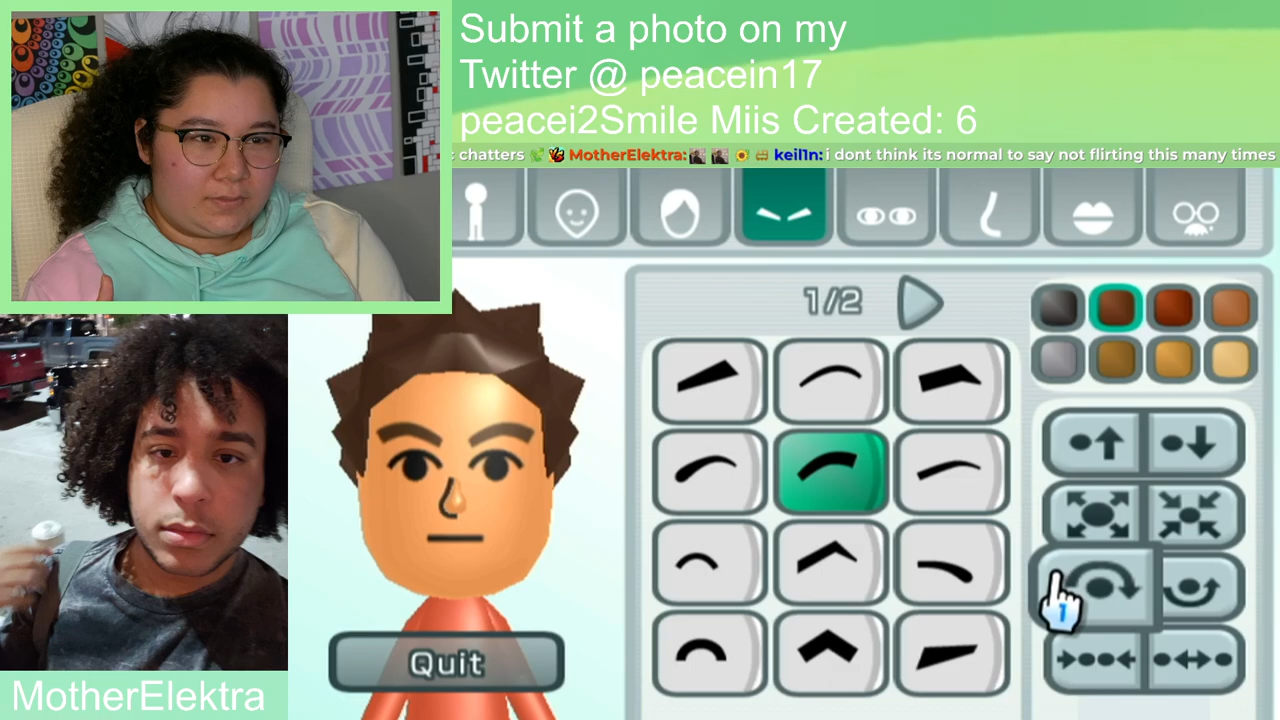 Submit a photo on my
Twitter @ peacein17
peacei2Smile Miis Created: 6
chatters MotherElektra: keil1n: i dont think its normal to say not flirting this many times
1/2
1
Quit
MotherElektra